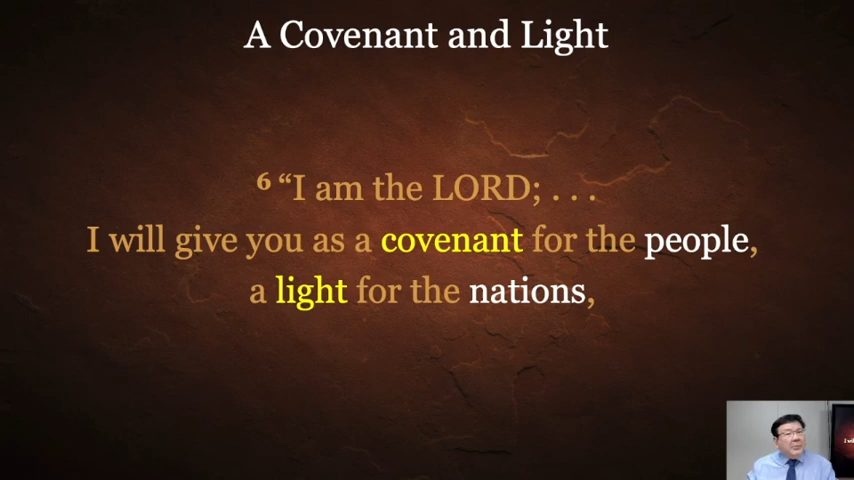 A Covenant and Light
6 “I am the LORD; . . .
I will give you as a covenant for the people,
a light for the nations,